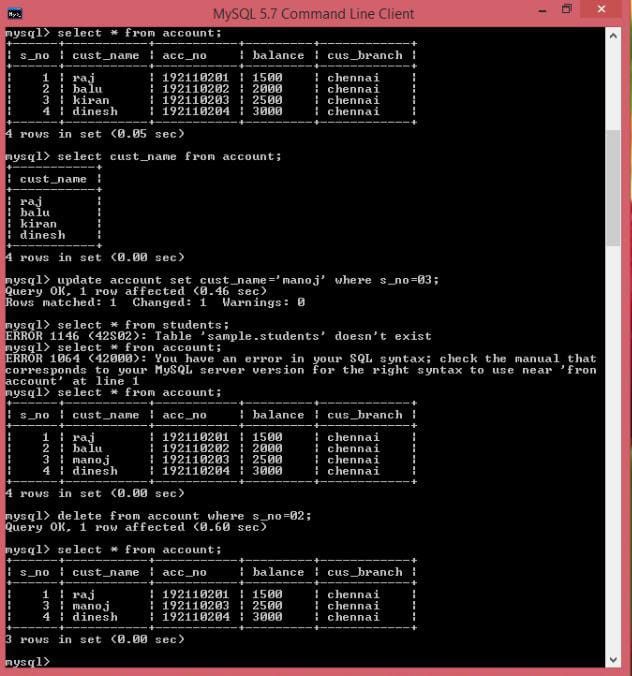 MySQL 5.7 Command Line Client
mysql> select * from account;
+------+-----------+-----------+---------+------------+
| s_no | cust_name | acc_no    | balance | cus_branch |
+------+-----------+-----------+---------+------------+
|    1 | raj       | 192110201 | 1500    | chennai    |
|    2 | balu      | 192110202 | 2000    | chennai    |
|    3 | kiran     | 192110203 | 2500    | chennai    |
|    4 | dinesh    | 192110204 | 3000    | chennai    |
+------+-----------+-----------+---------+------------+
4 rows in set (0.05 sec)
mysql> select cust_name from account;
+-----------+
| cust_name |
+-----------+
| raj       |
| balu      |
| kiran     |
| dinesh    |
+-----------+
4 rows in set (0.00 sec)
mysql> update account set cust_name='manoj' where s_no=03;
Query OK, 1 row affected (0.46 sec)
Rows matched: 1  Changed: 1  Warnings: 0
mysql> select * from students;
ERROR 1146 (42S02): Table 'sample.students' doesn't exist
mysql> select * fron account;
ERROR 1064 (42000): You have an error in your SQL syntax; check the manual that
corresponds to your MySQL server version for the right syntax to use near 'fron
account' at line 1
mysql> select * from account;
+------+-----------+-----------+---------+------------+
| s_no | cust_name | acc_no    | balance | cus_branch |
+------+-----------+-----------+---------+------------+
|    1 | raj       | 192110201 | 1500    | chennai    |
|    2 | balu      | 192110202 | 2000    | chennai    |
|    3 | manoj     | 192110203 | 2500    | chennai    |
|    4 | dinesh    | 192110204 | 3000    | chennai    |
+------+-----------+-----------+---------+------------+
4 rows in set (0.00 sec)
mysql> delete from account where s_no=02;
Query OK, 1 row affected (0.60 sec)
mysql> select * from account;
+------+-----------+-----------+---------+------------+
| s_no | cust_name | acc_no    | balance | cus_branch |
+------+-----------+-----------+---------+------------+
|    1 | raj       | 192110201 | 1500    | chennai    |
|    3 | manoj     | 192110203 | 2500    | chennai    |
|    4 | dinesh    | 192110204 | 3000    | chennai    |
+------+-----------+-----------+---------+------------+
3 rows in set (0.00 sec)
mysql>